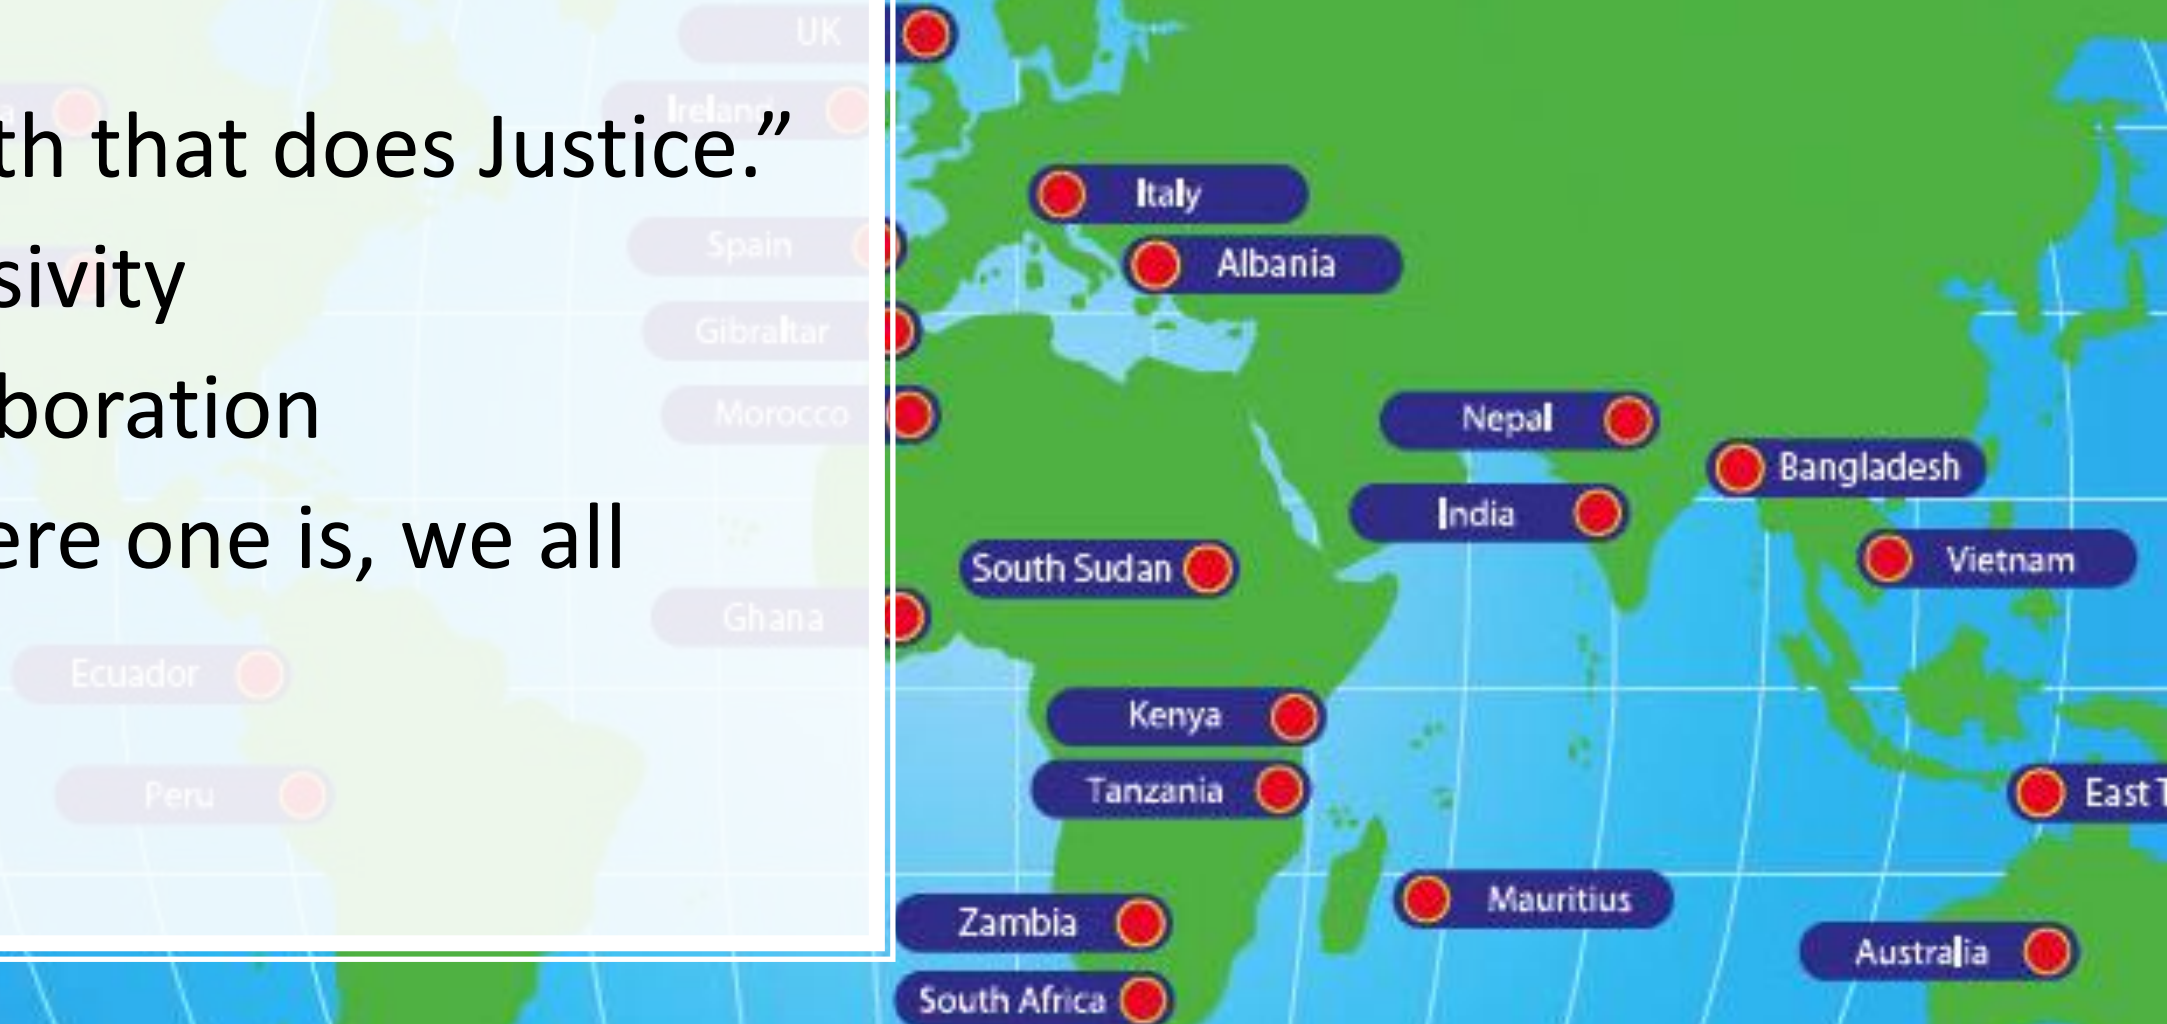 UK
Ireland
th that does Justice.”
Italy
Spain
sivity
Albania
Gibraltar
Morocco
boration
Nepal
Bangladesh
India
ere one is, we all
Vietnam
South Sudan
Ghana
Ecuador
Kenya
Peru
Tanzania
East T
Mauritius
Zambia
Australia
South Africa